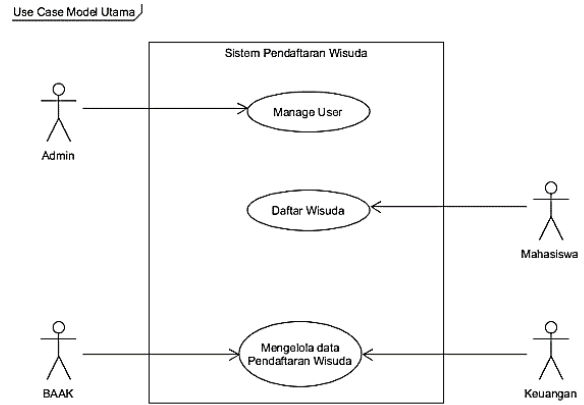 Use Case Model Utama
Sistem Pendaftaran Wisuda
Manage User
Admin
Daftar Wisuda
Mahasiswa
Mengelola data
Pendaftaran Wisuda
BAAK
Keuangan